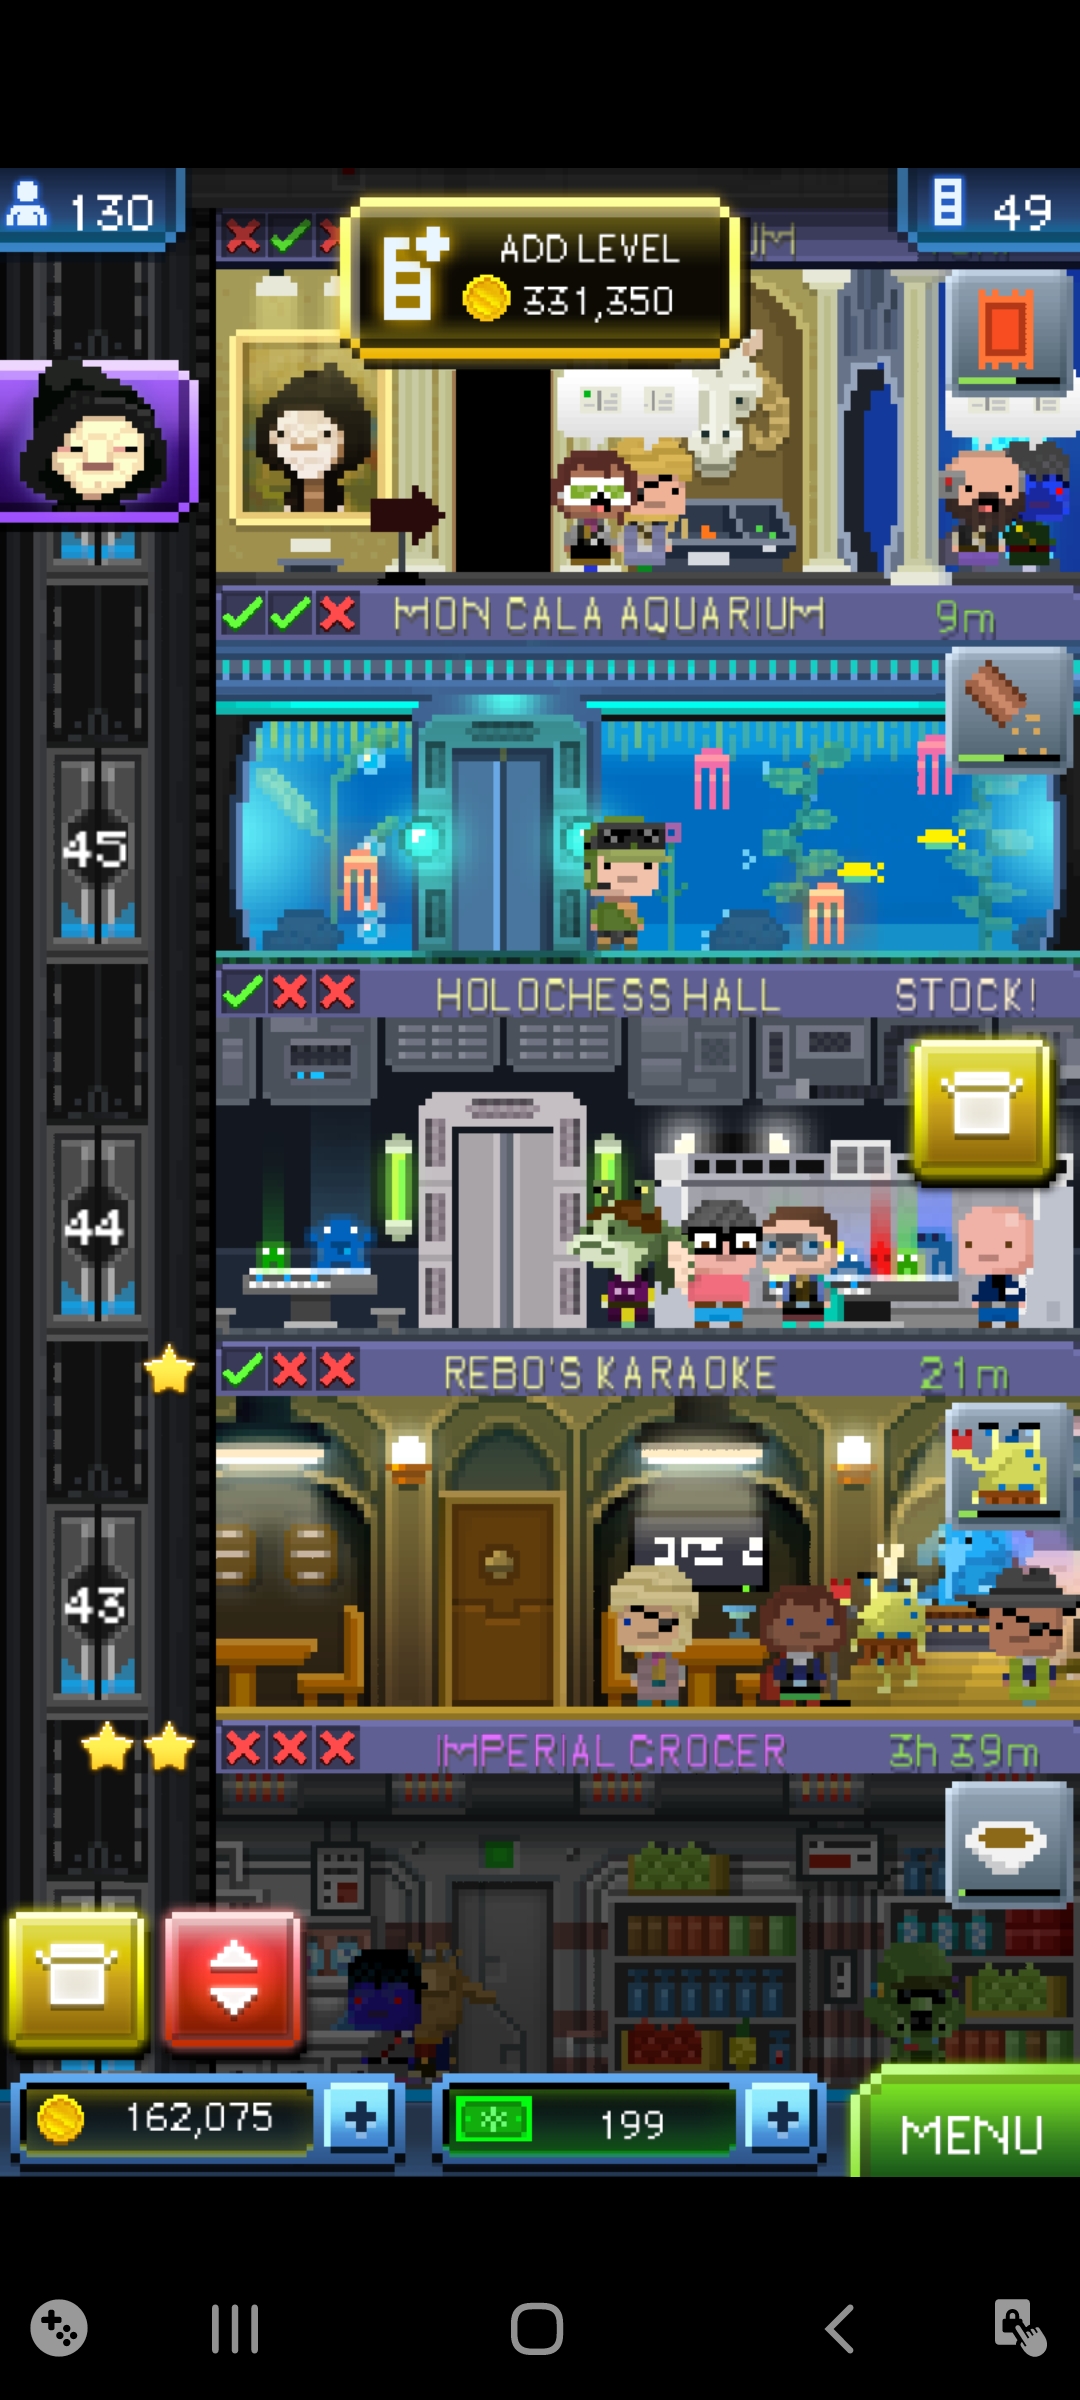 130
49
ADD LEVEL
331,350
MON CALA AQUARIUM 9m
45
HOLOCHESS HALL STOCK!
44
REBO'S KARAOKE 21m
43
IMPERIAL GROCER 3h 39m
162,075
199
MENU